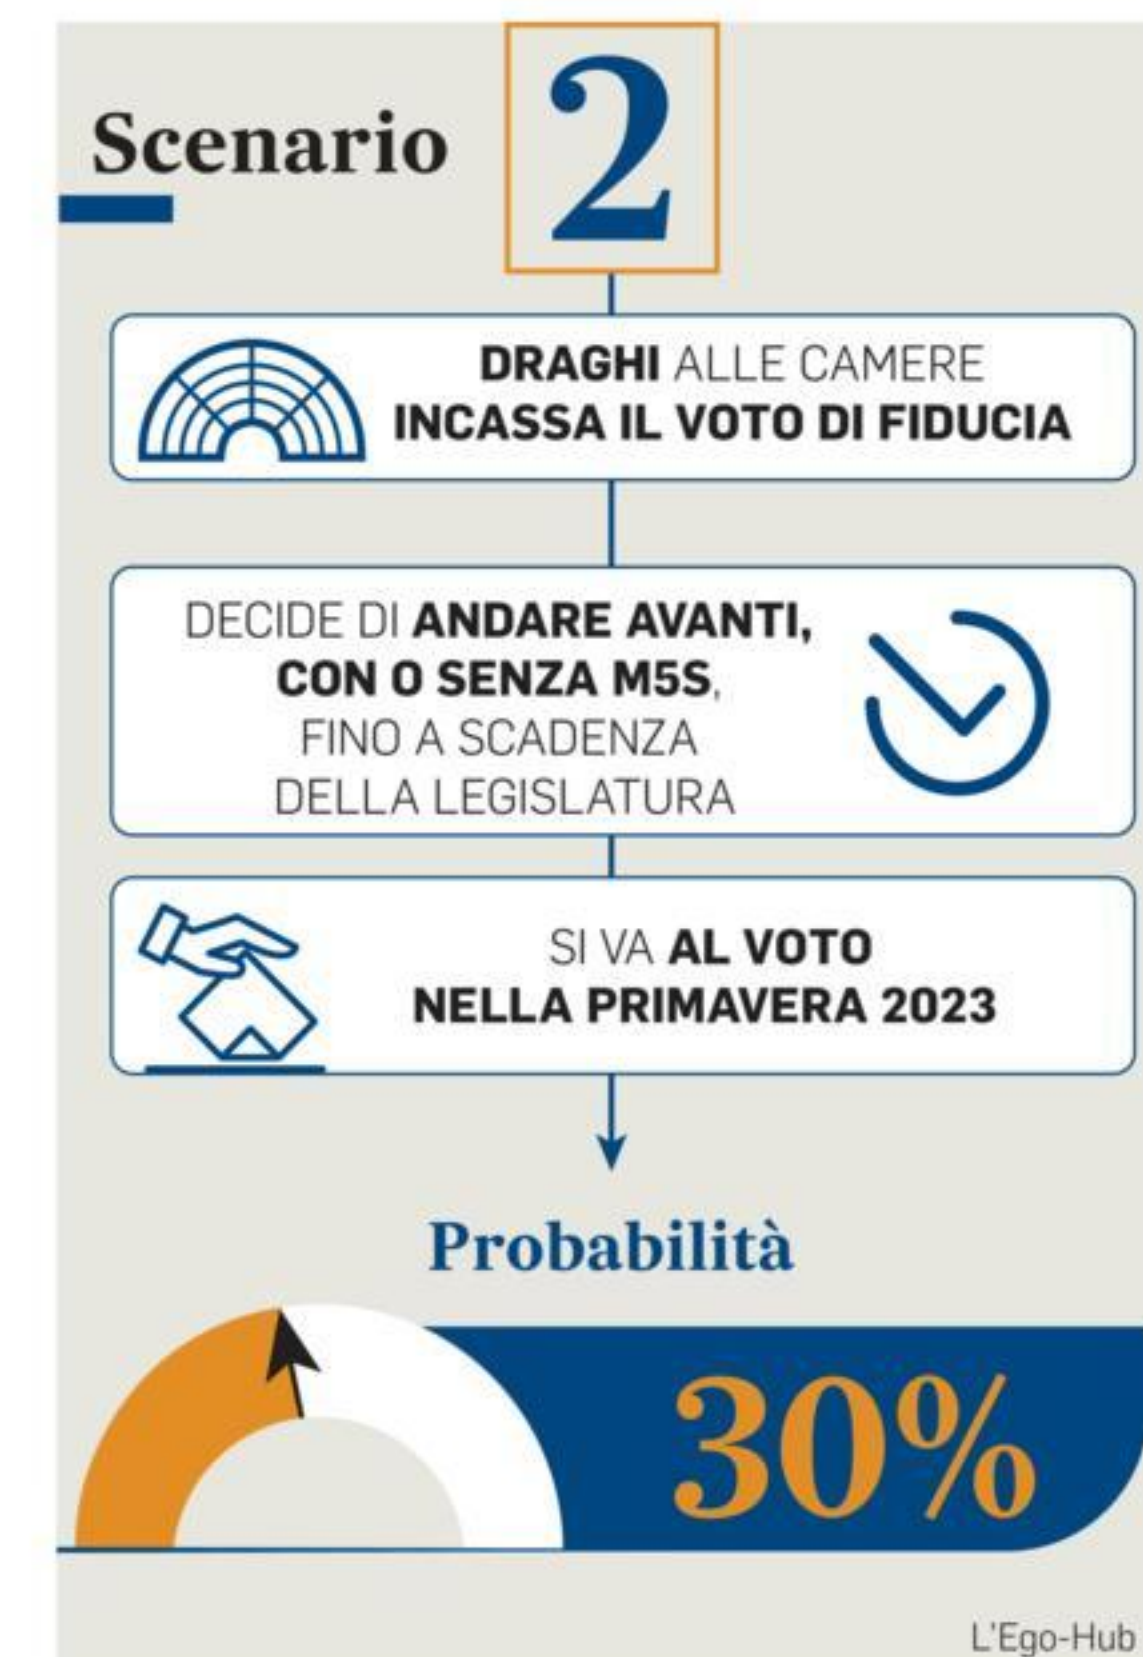 Scenario 2
DRAGHI ALLE CAMERE
INCASSA IL VOTO DI FIDUCIA
DECIDE DI ANDARE AVANTI,
CON O SENZA M5S,
FINO A SCADENZA
DELLA LEGISLATURA
SI VA AL VOTO
NELLA PRIMAVERA 2023
Probabilità
30%
L'Ego-Hub